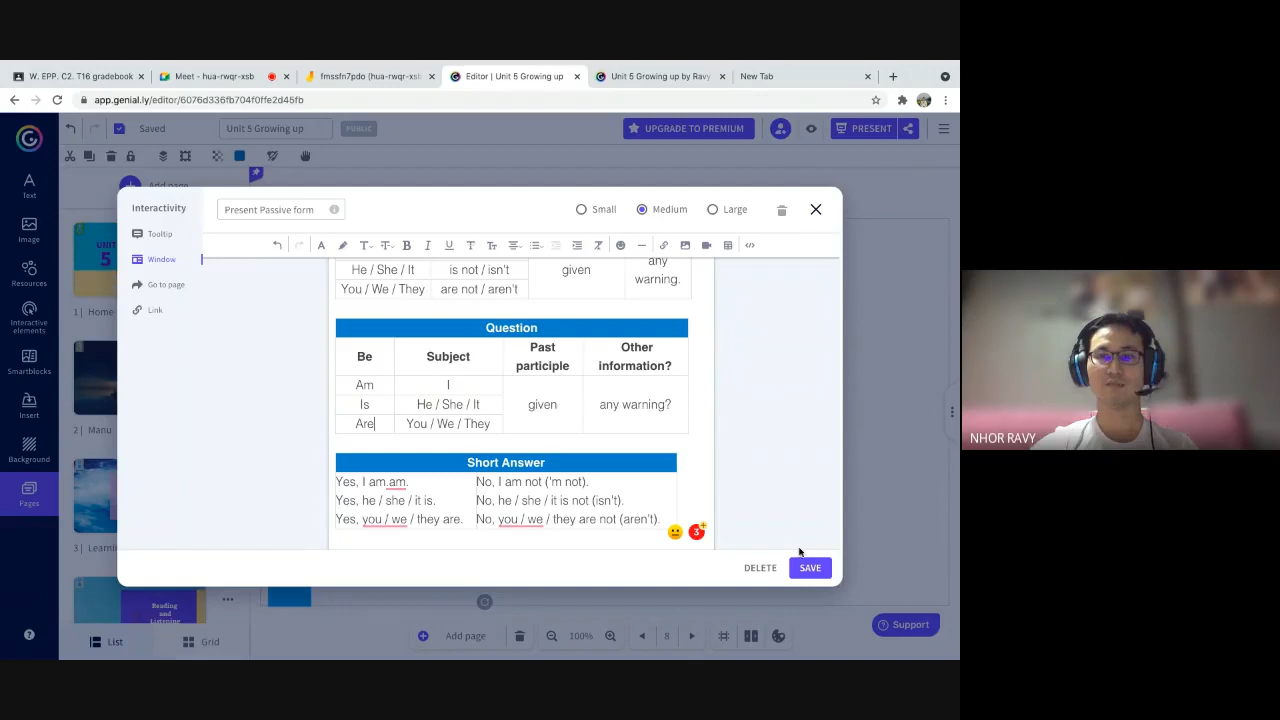 W. EPP. C2. T16 gradebook
Meet - hua-rwqr-xsb
fmssfn7pdo (hua-rwqr-xsb
Editor | Unit 5 Growing up
Unit 5 Growing up by Ravy
New Tab
app.genial.ly/editor/6076d336fb704f0ffe2d45fb
Saved
Unit 5 Growing up
PUBLIC
UPGRADE TO PREMIUM
PRESENT
Add page
Text
Image
Resources
Interactive
elements
Smartblocks
Insert
Background
Pages
UNIT
5
1 | Home
2 | Manu
3 | Learni
Reading
and
Listening
List
Grid
Interactivity
Tooltip
Window
Go to page
Link
Present Passive form
Small
Medium
Large
any
He / She / It is not / isn't given
warning.
You / We / They are not / aren't
Question
Be Subject Past participle Other information?
Am I
Is He / She / It given any warning?
Are You / We / They
Short Answer
Yes, I am.am. No, I am not ('m not).
Yes, he / she / it is. No, he / she / it is not (isn't).
Yes, you / we / they are. No, you / we / they are not (aren't).
3
DELETE
SAVE
Support
Add page
100%
8
NHOR RAVY